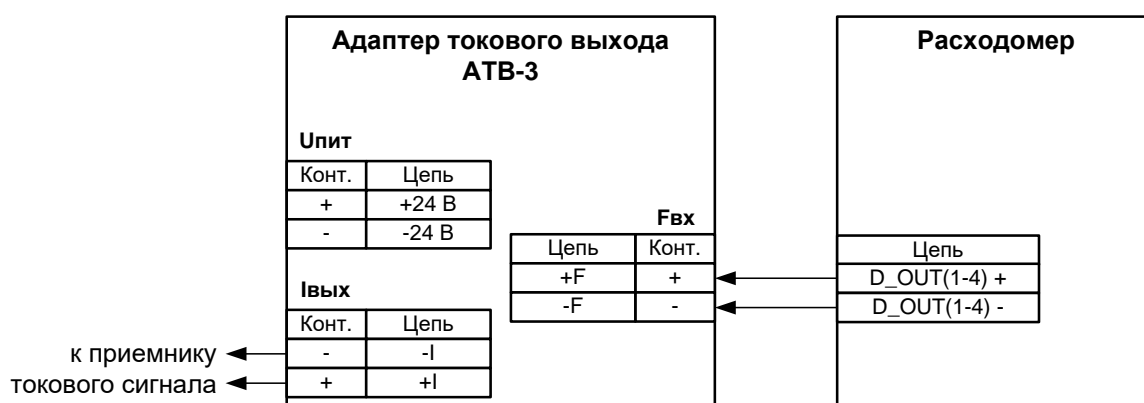 Адаптер токового выхода
АТВ-3
Расходомер
Uпит
Конт. Цепь
+ +24 В
- -24 В
Fвх
Цепь Конт.
+F +
-F -
Цепь
D_OUT(1-4) +
D_OUT(1-4) -
Iвых
Конт. Цепь
- -I
+ +I
к приемнику
токового сигнала